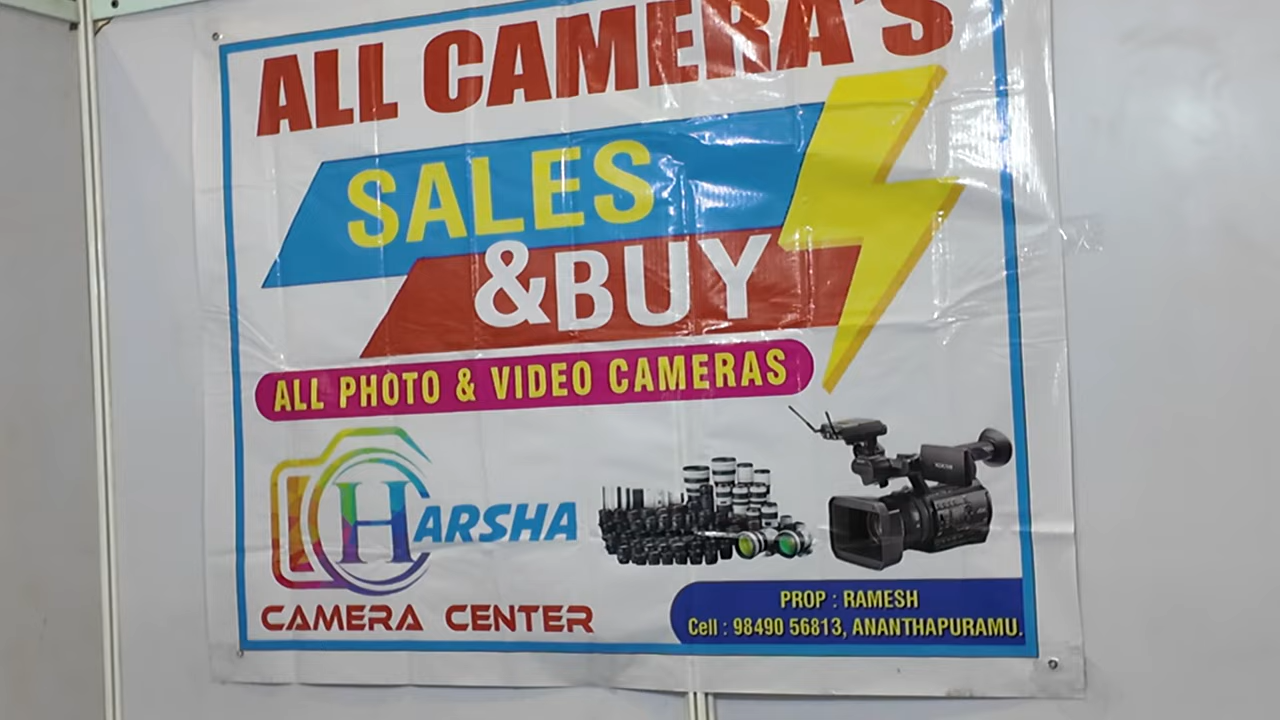 ALL CAMERA'S
SALES
&BUY
ALL PHOTO & VIDEO CAMERAS
HARSHA
CAMERA CENTER
PROP : RAMESH
Cell : 98490 56813, ANANTHAPURAMU.